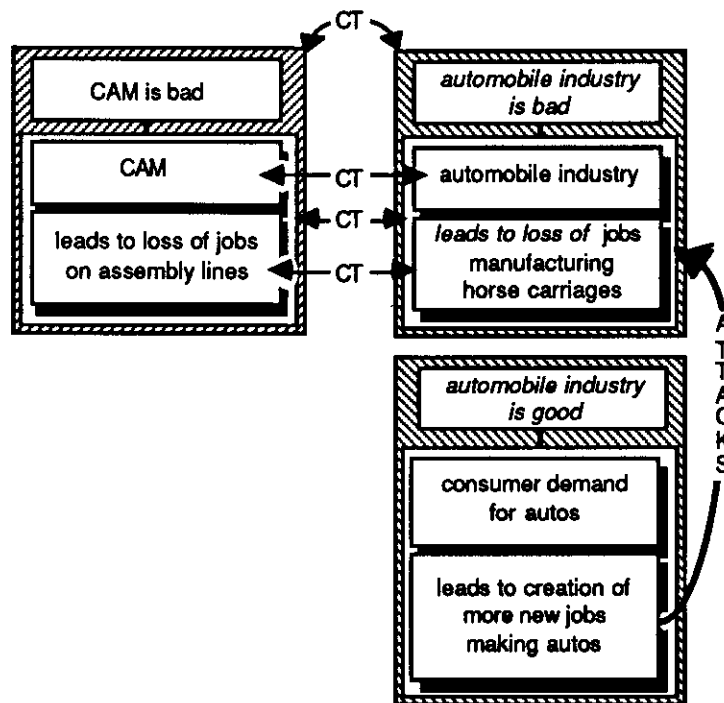 CT
CAM is bad
automobile industry
is bad
CAM
CT
automobile industry
CT
leads to loss of jobs
on assembly lines
CT
leads to loss of jobs
manufacturing
horse carriages
ATTACKS
automobile industry
is good
consumer demand
for autos
leads to creation of
more new jobs
making autos